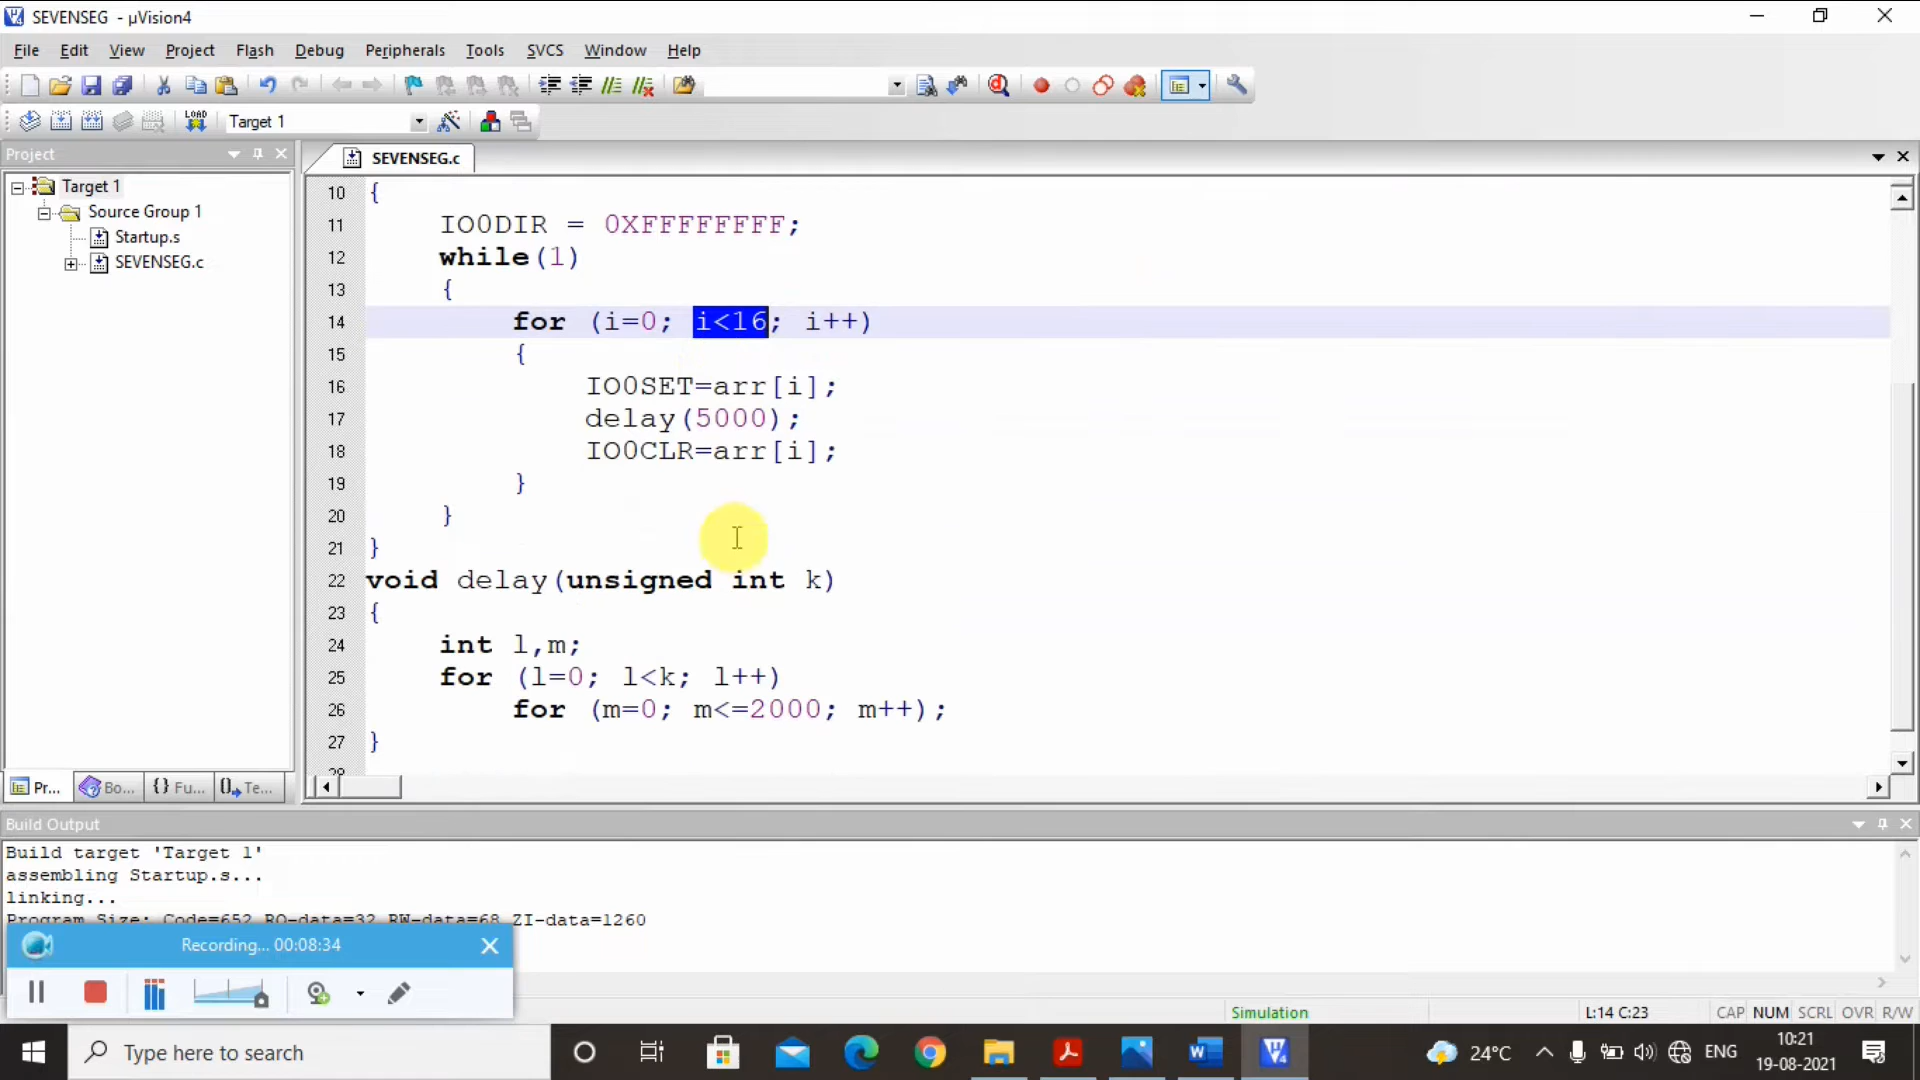 SEVENSEG - µVision4
File Edit View Project Flash Debug Peripherals Tools SVCS Window Help
LOAD Target 1
Project
SEVENSEG.c
Target 1
Source Group 1
Startup.s
SEVENSEG.c
10 {
11 IO0DIR = 0XFFFFFFFF;
12 while(1)
13 {
14 for (i=0; i<16; i++)
15 {
16 IO0SET=arr[i];
17 delay(5000);
18 IO0CLR=arr[i];
19 }
20 }
21 }
22 void delay(unsigned int k)
23 {
24 int l,m;
25 for (l=0; l<k; l++)
26 for (m=0; m<=2000; m++);
27 }
28
Pr... Bo... {} Fu... 0 Te...
Build Output
Build target 'Target 1'
assembling Startup.s...
linking...
Program Size: Code=652 RO-data=32 RW-data=68 ZI-data=1260
Recording... 00:08:34
Simulation L:14 C:23 CAP NUM SCRL OVR R/W
Type here to search
24°C ENG 10:21
19-08-2021